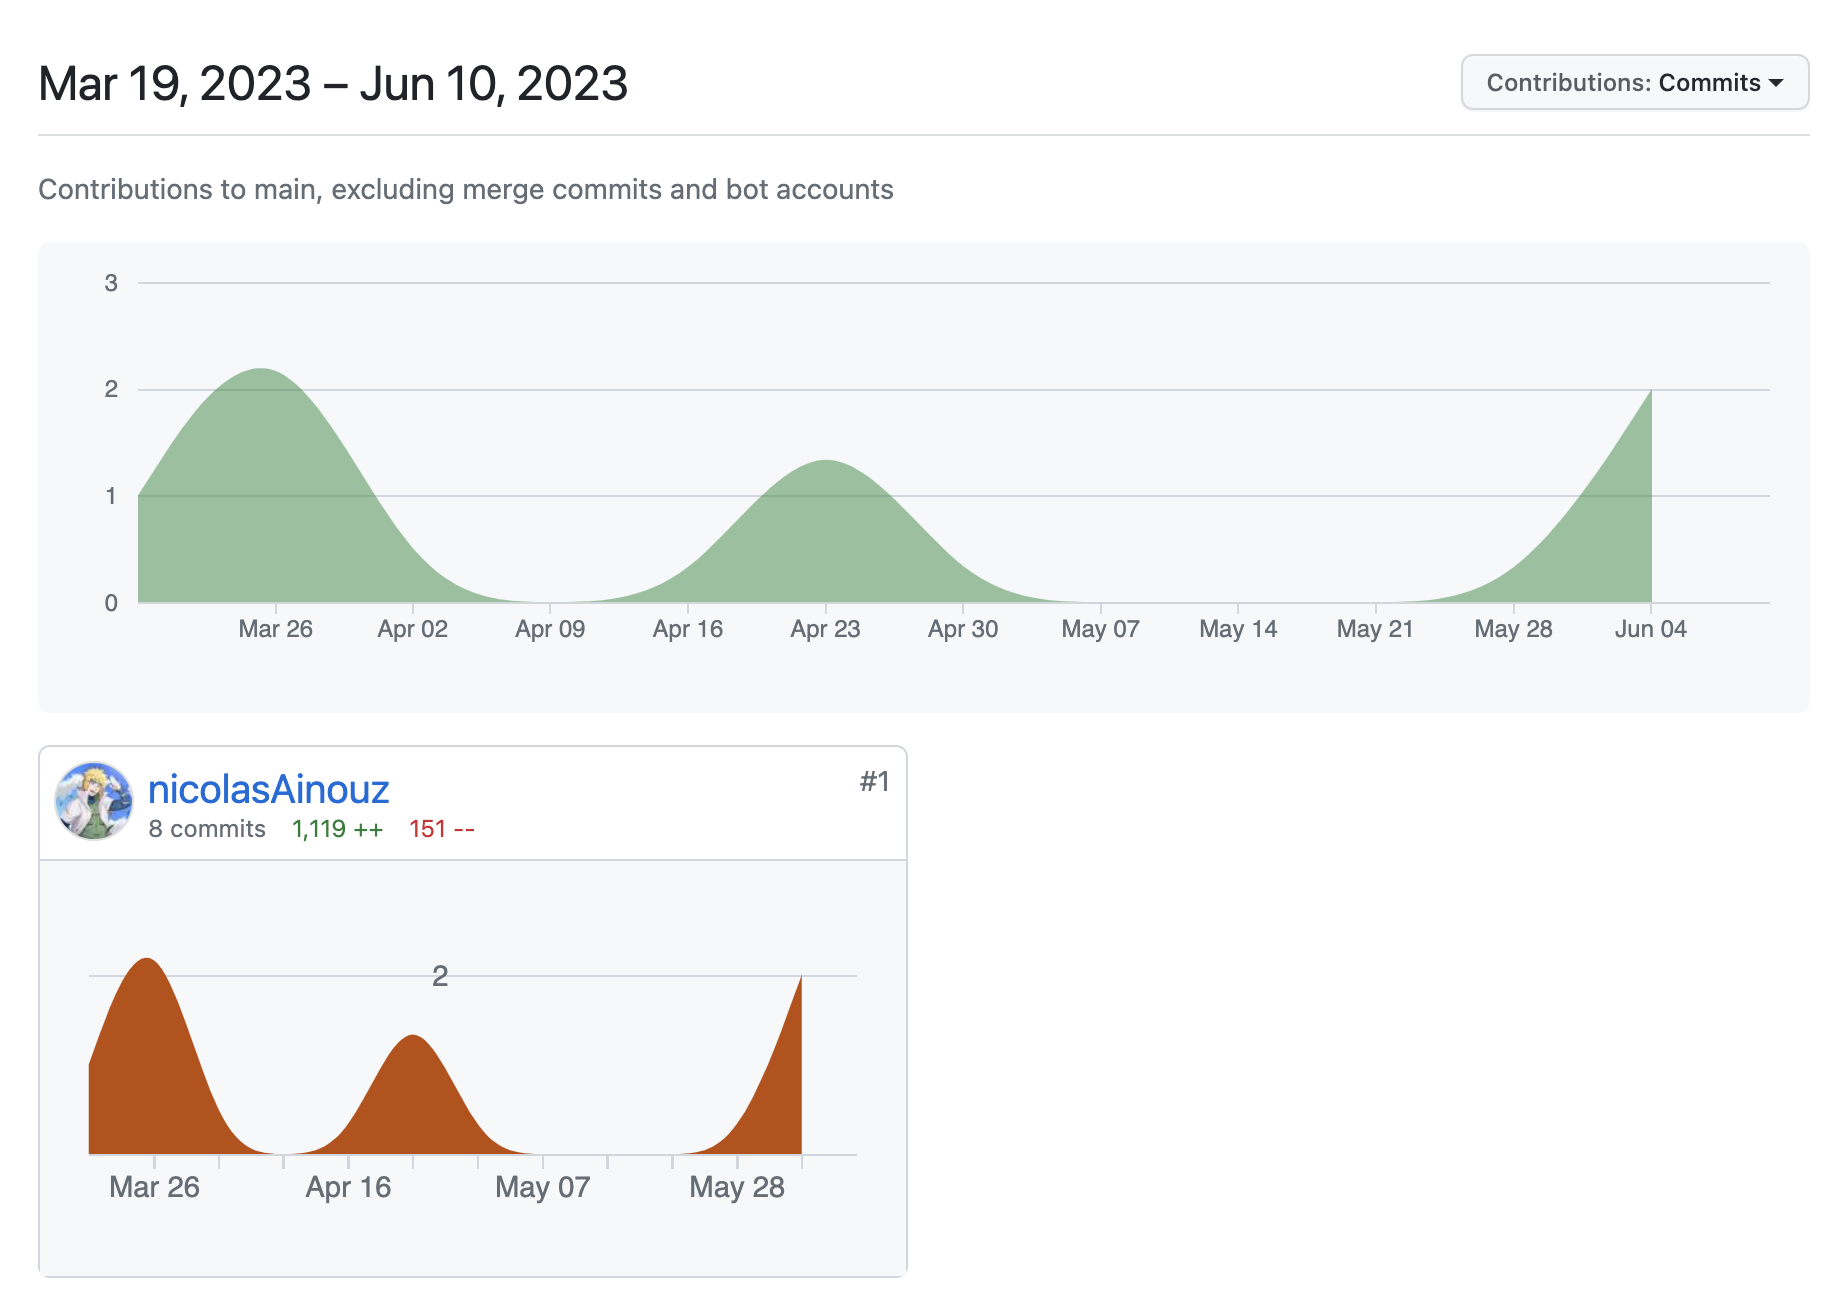 Mar 19, 2023 – Jun 10, 2023
Contributions: Commits
Contributions to main, excluding merge commits and bot accounts
3
2
1
0
Mar 26 Apr 02 Apr 09 Apr 16 Apr 23 Apr 30 May 07 May 14 May 21 May 28 Jun 04
nicolasAinouz
#1
8 commits 1,119 ++ 151 --
2
Mar 26 Apr 16 May 07 May 28